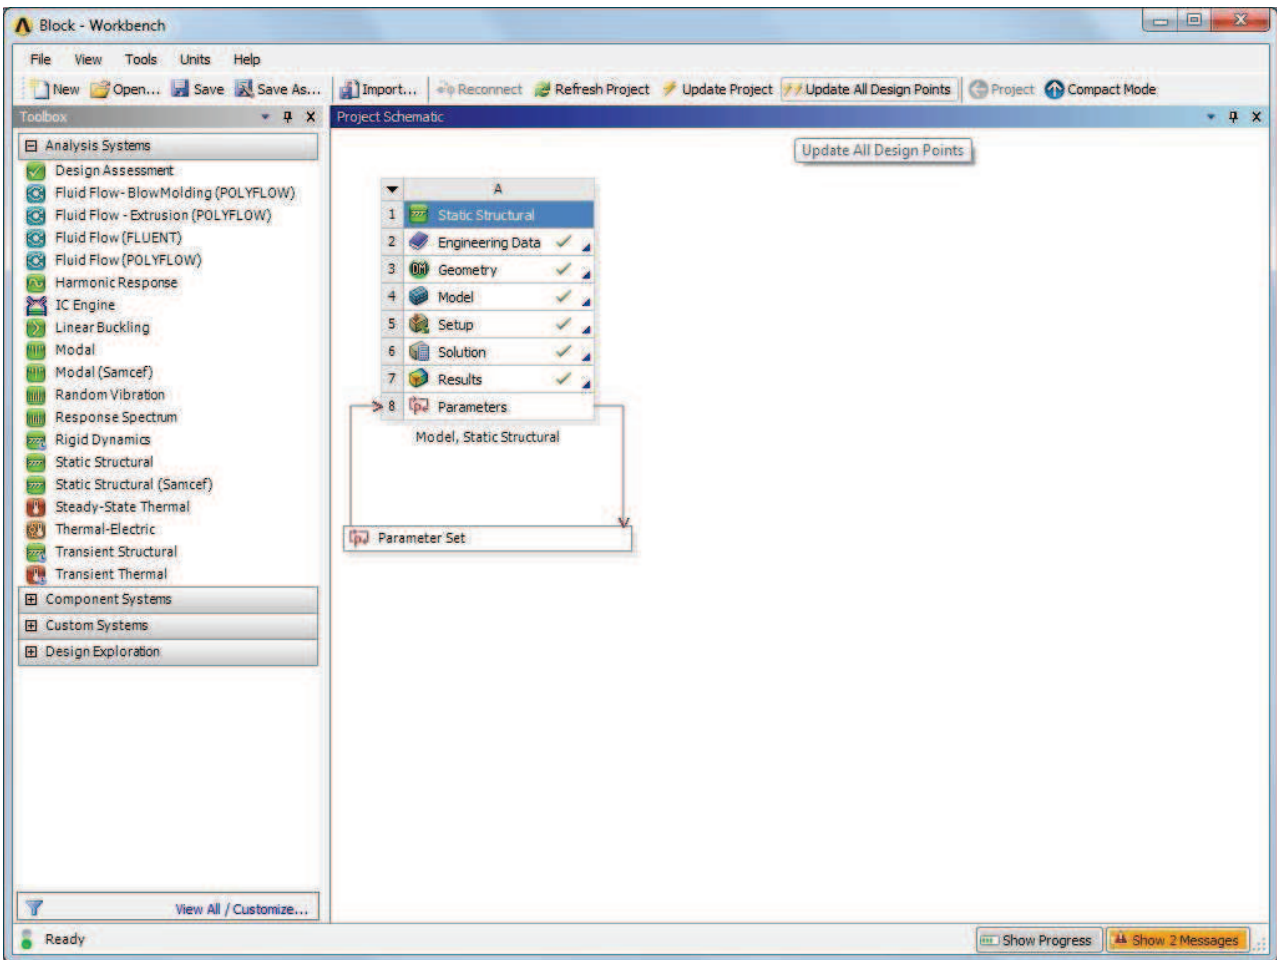 Block - Workbench
File View Tools Units Help
New Open... Save Save As... Import... Reconnect Refresh Project Update Project Update All Design Points Project Compact Mode
Toolbox
Project Schematic
Update All Design Points
Analysis Systems
Design Assessment
Fluid Flow- BlowMolding (POLYFLOW)
Fluid Flow - Extrusion (POLYFLOW)
Fluid Flow (FLUENT)
Fluid Flow (POLYFLOW)
Harmonic Response
IC Engine
Linear Buckling
Modal
Modal (Samcef)
Random Vibration
Response Spectrum
Rigid Dynamics
Static Structural
Static Structural (Samcef)
Steady-State Thermal
Thermal-Electric
Transient Structural
Transient Thermal
Component Systems
Custom Systems
Design Exploration
View All / Customize...
A
1 Static Structural
2 Engineering Data
3 Geometry
4 Model
5 Setup
6 Solution
7 Results
8 Parameters
Model, Static Structural
Parameter Set
Ready
Show Progress Show 2 Messages